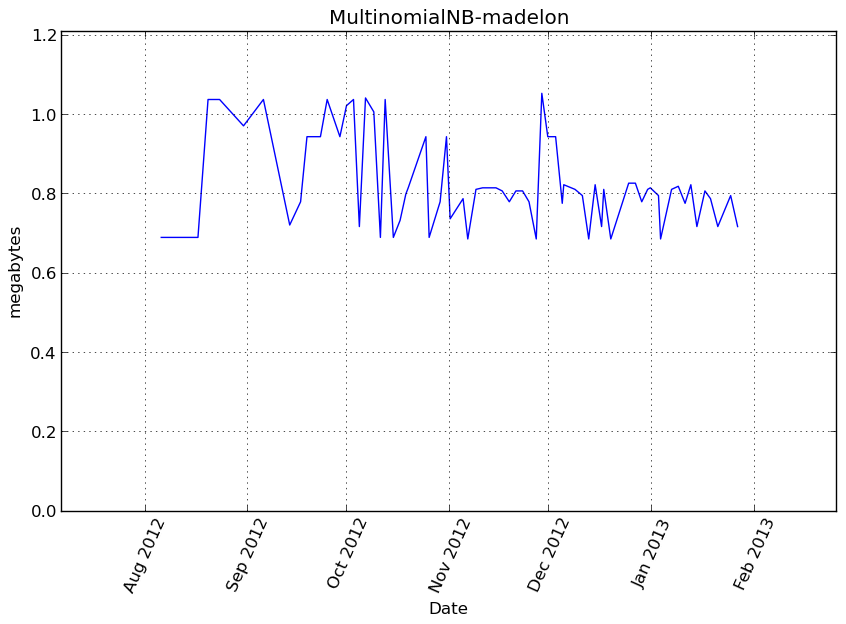 MultinomialNB-madelon
1.2
1.0
0.8
0.6
0.4
0.2
0.0
megabytes
Aug 2012
Sep 2012
Oct 2012
Nov 2012
Dec 2012
Jan 2013
Feb 2013
Date